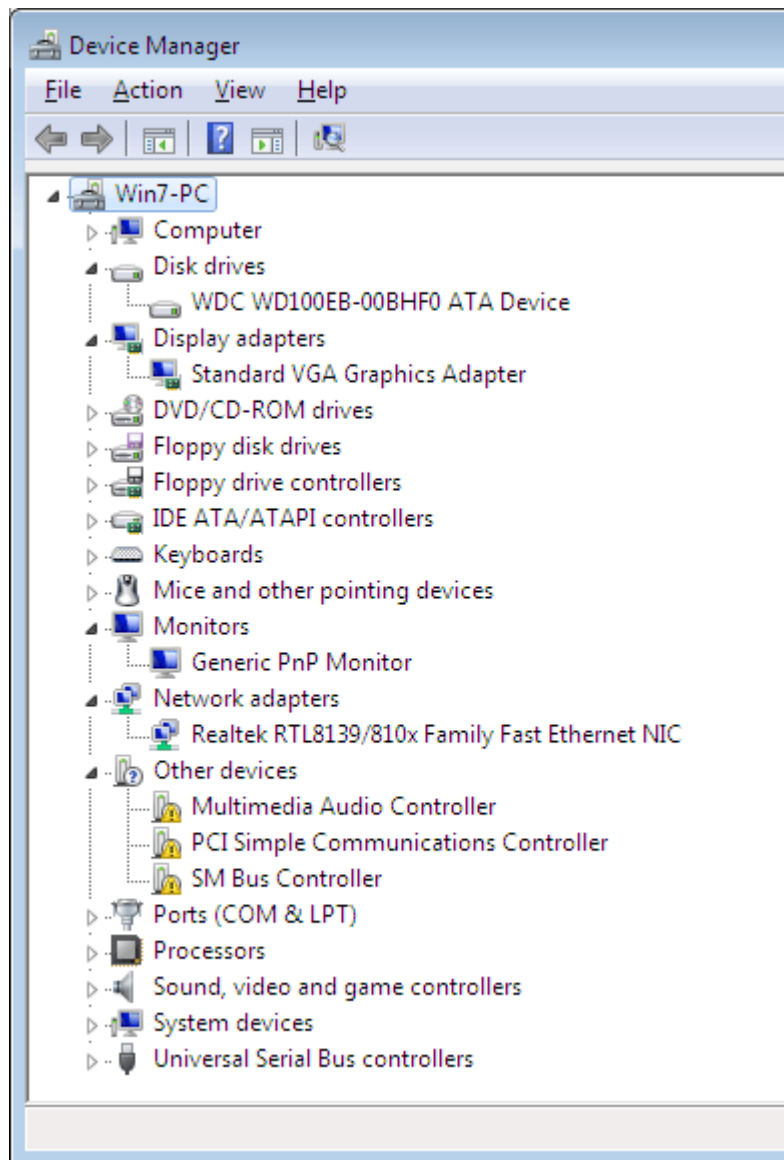 Device Manager
File Action View Help
Win7-PC
Computer
Disk drives
WDC WD100EB-00BHF0 ATA Device
Display adapters
Standard VGA Graphics Adapter
DVD/CD-ROM drives
Floppy disk drives
Floppy drive controllers
IDE ATA/ATAPI controllers
Keyboards
Mice and other pointing devices
Monitors
Generic PnP Monitor
Network adapters
Realtek RTL8139/810x Family Fast Ethernet NIC
Other devices
Multimedia Audio Controller
PCI Simple Communications Controller
SM Bus Controller
Ports (COM & LPT)
Processors
Sound, video and game controllers
System devices
Universal Serial Bus controllers